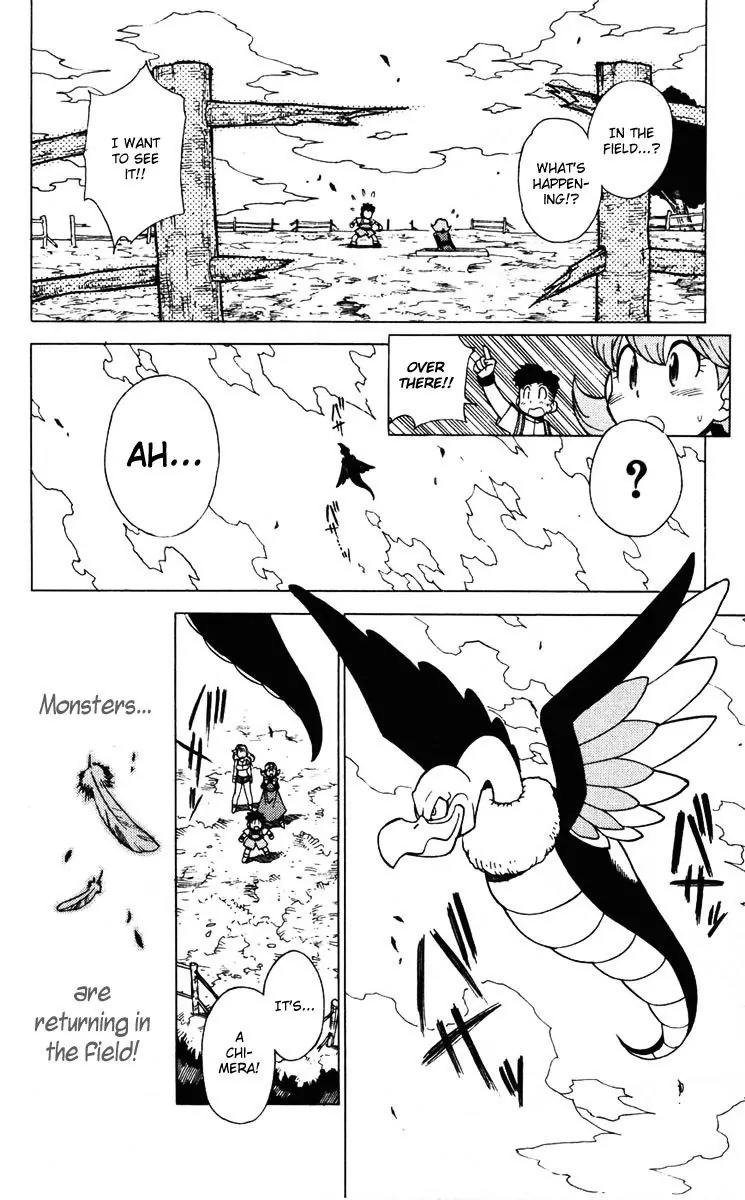 IN THE
FIELD...?
WHAT'S
HAPPEN-
ING!?
I WANT
TO SEE
IT!!
OVER
THERE!!
?
AH...
IT'S...
A
CHI-
MERA!
Monsters...
are
returning in
the Field!